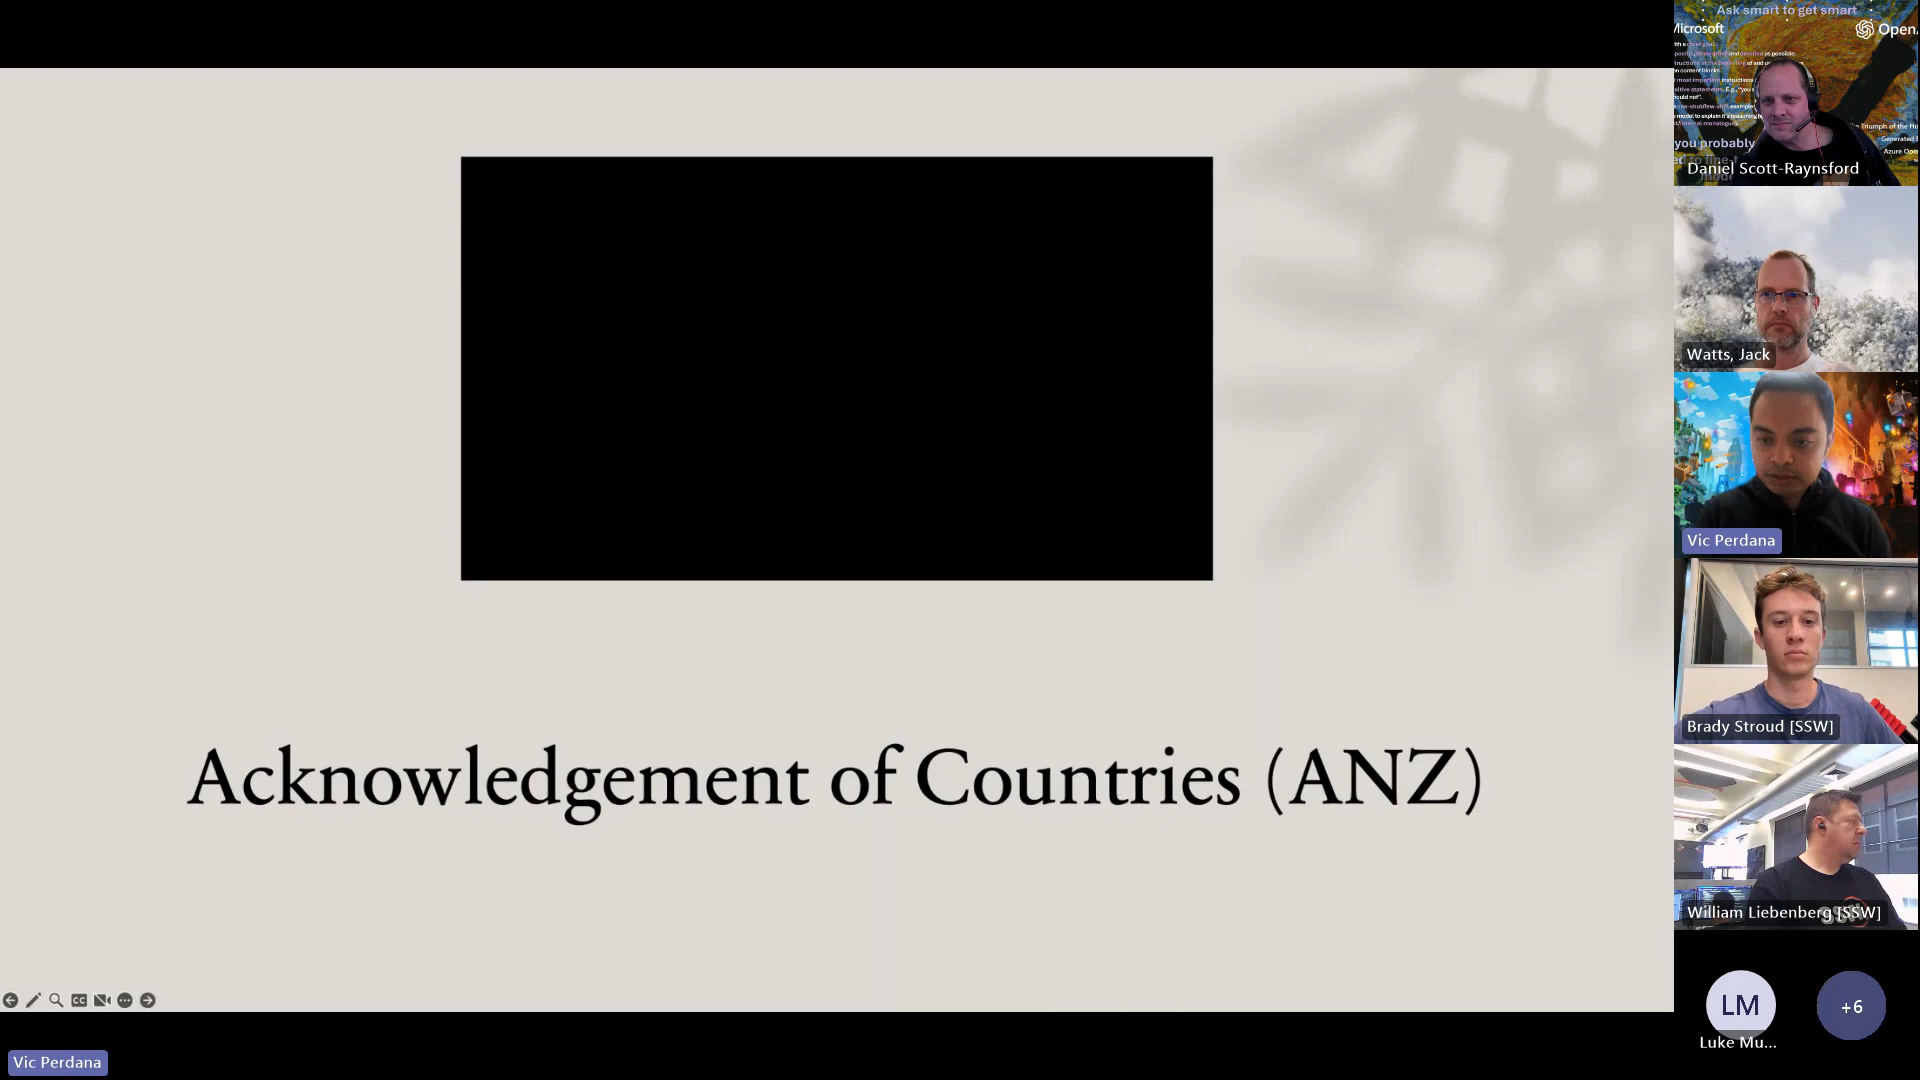 Acknowledgement of Countries (ANZ)
Vic Perdana
Ask smart to get smart
Microsoft
Daniel Scott-Raynsford
you probably
Watts, Jack
Vic Perdana
Brady Stroud [SSW]
William Liebenberg [SSW]
LM
+6
Luke Mu...